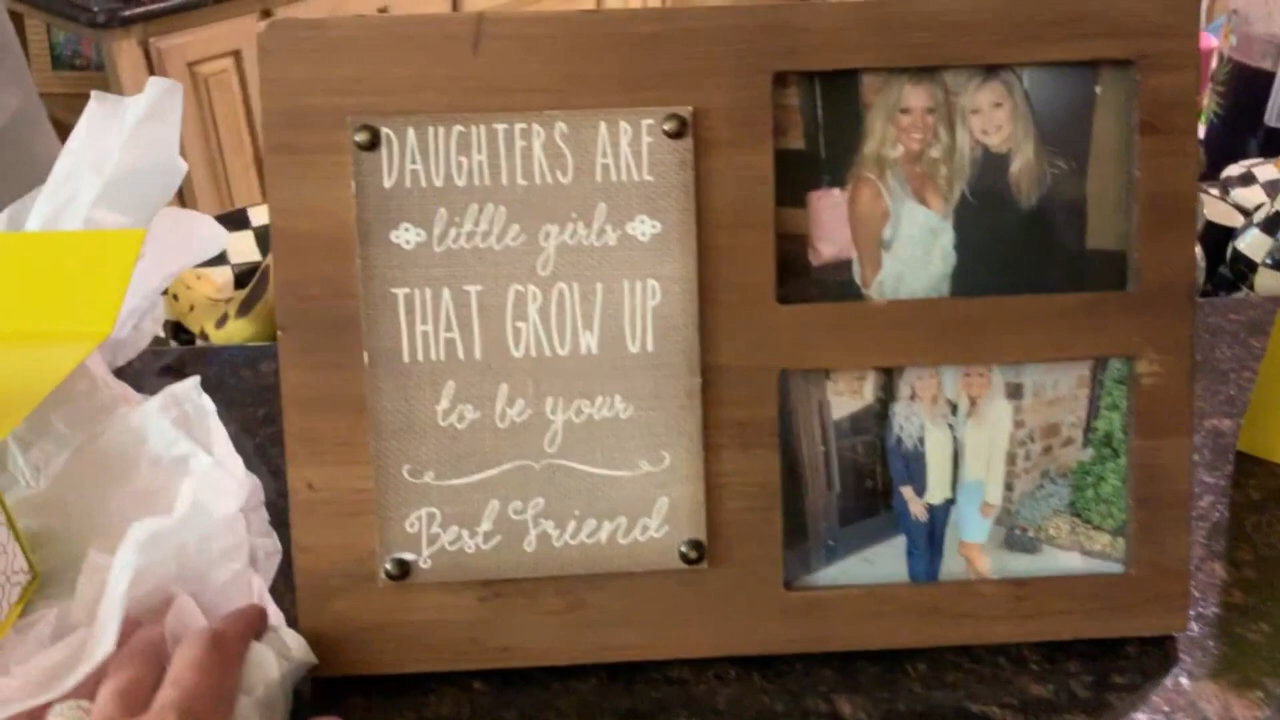 DAUGHTERS ARE
little girls
THAT GROW UP
to be your
Best Friend